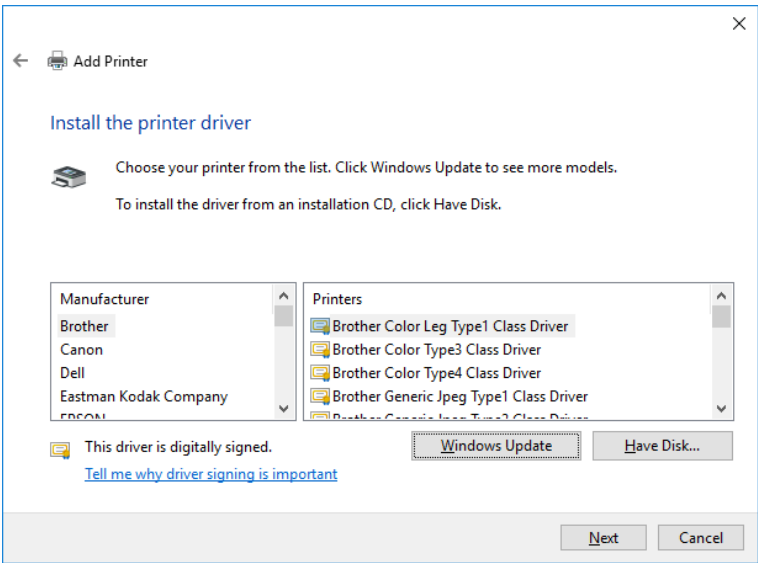 Add Printer
Install the printer driver
Choose your printer from the list. Click Windows Update to see more models.
To install the driver from an installation CD, click Have Disk.
Manufacturer
Brother
Canon
Dell
Eastman Kodak Company
EPSON
Printers
Brother Color Leg Type1 Class Driver
Brother Color Type3 Class Driver
Brother Color Type4 Class Driver
Brother Generic Jpeg Type1 Class Driver
This driver is digitally signed.
Tell me why driver signing is important
Windows Update
Have Disk...
Next
Cancel